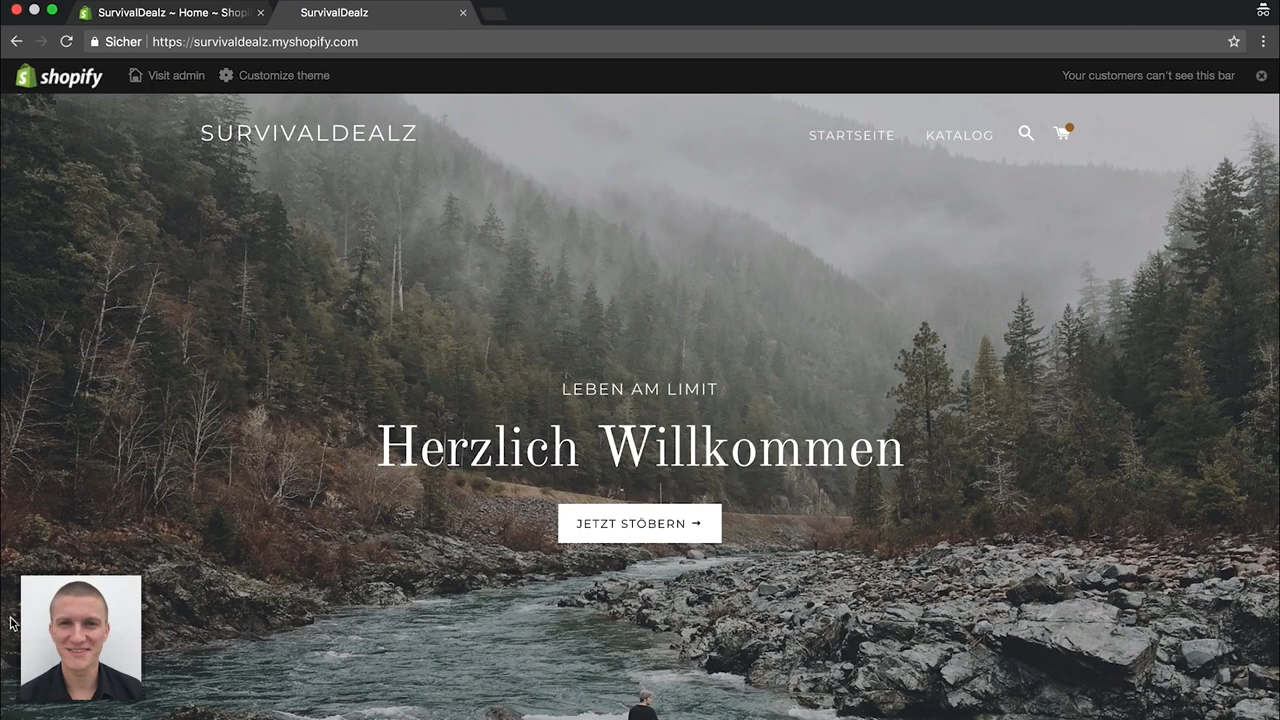 SurvivalDealz ~ Home ~ Shopi
SurvivalDealz
Sicher
https://survivaldealz.myshopify.com
shopify
Visit admin
Customize theme
Your customers can't see this bar
SURVIVALDEALZ
STARTSEITE
KATALOG
LEBEN AM LIMIT
Herzlich Willkommen
JETZT STÖBERN →